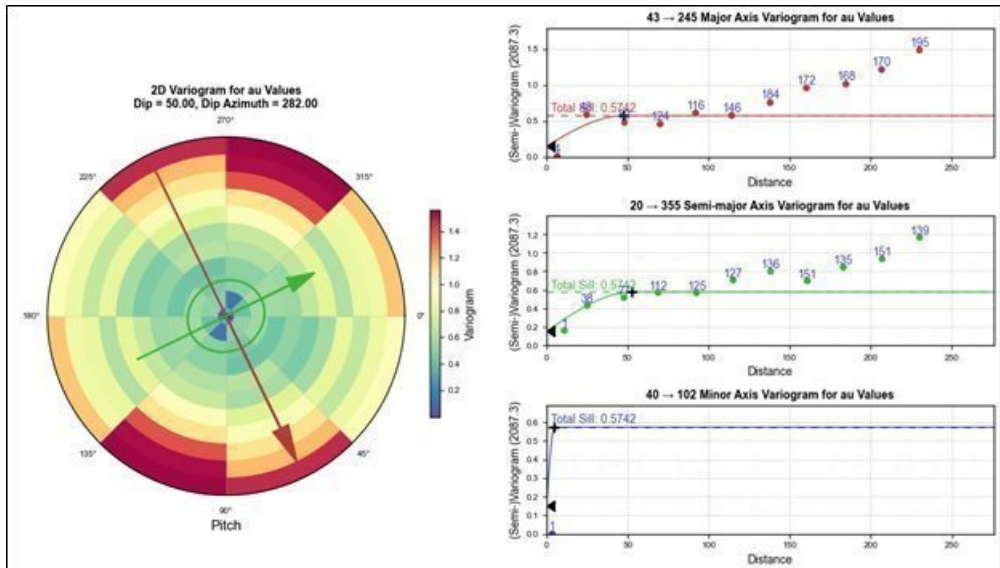 2D Variogram for au Values
Dip = 50.00, Dip Azimuth = 282.00
270°
225°
315°
180°
0°
135°
45°
90°
Pitch
1.4
1.2
1.0
0.8
0.6
0.4
0.2
Variogram
43 → 245 Major Axis Variogram for au Values
(Semi-)Variogram (2087.3)
1.5
1.0
0.5
0.0
Total Sill: 0.5742
48
124
116
146
184
172
168
170
195
0 50 100 150 200 250
Distance
20 → 355 Semi-major Axis Variogram for au Values
(Semi-)Variogram (2087.3)
1.2
1.0
0.8
0.6
0.4
0.2
0.0
Total Sill: 0.5742
38
112
125
127
136
151
135
151
139
0 50 100 150 200 250
Distance
40 → 102 Minor Axis Variogram for au Values
(Semi-)Variogram (2087.3)
0.6
0.5
0.4
0.3
0.2
0.1
0.0
Total Sill: 0.5742
1
0 50 100 150 200 250
Distance